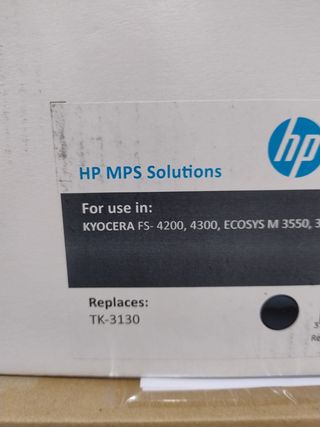 hp
HP MPS Solutions
For use in:
KYOCERA FS- 4200, 4300, ECOSYS M 3550, 3
Replaces:
TK-3130